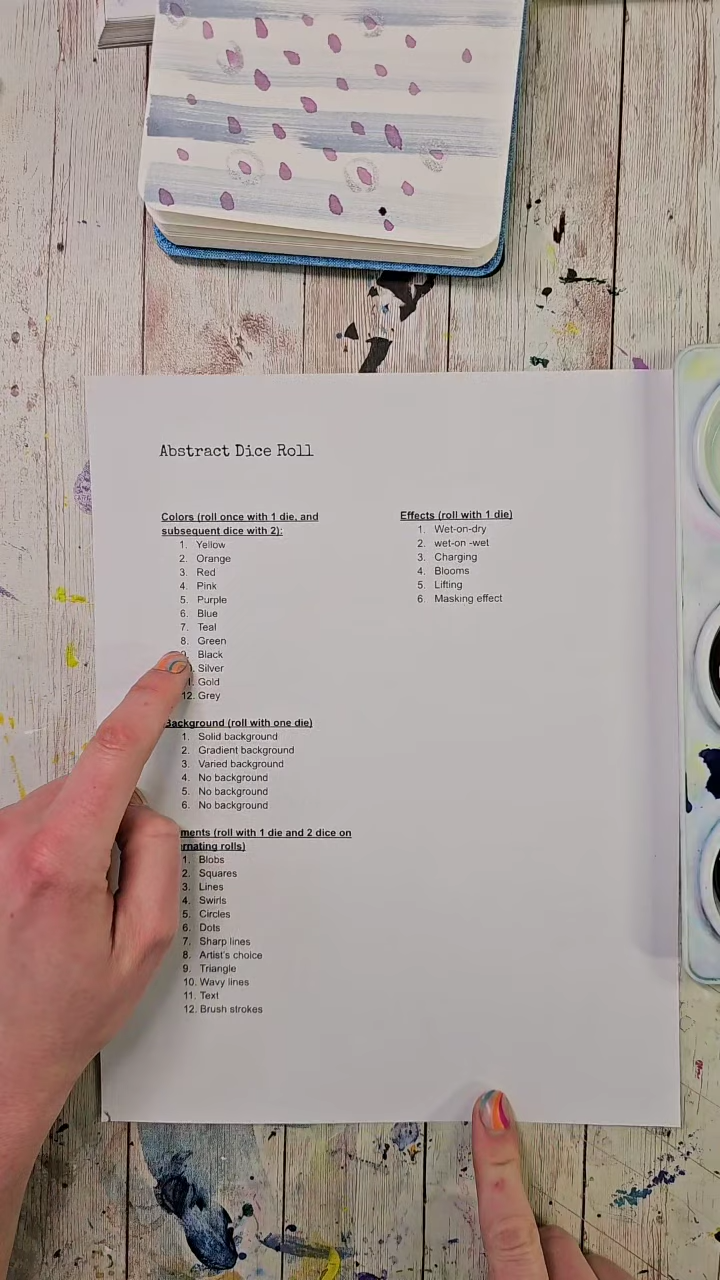 Abstract Dice Roll
Colors (roll once with 1 die, and
subsequent dice with 2):
1. Yellow
2. Orange
3. Red
4. Pink
5. Purple
6. Blue
7. Teal
8. Green
Black
Silver
Gold
12. Grey
Background (roll with one die)
1. Solid background
2. Gradient background
3. Varied background
4. No background
5. No background
6. No background
(roll with 1 die and 2 dice on
rolls)
1. Blobs
2. Squares
3. Lines
4. Swirls
5. Circles
6. Dots
7. Sharp lines
8. Artist's choice
9. Triangle
10. Wavy lines
11. Text
12. Brush strokes
Effects (roll with 1 die)
1. Wet-on-dry
2. wet-on -wet
3. Charging
4. Blooms
5. Lifting
6. Masking effect